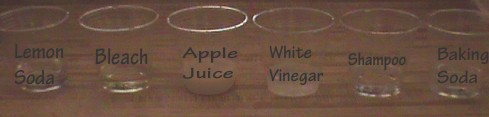 Lemon
Soda
Bleach
Apple
Juice
White
Vinegar
Shampoo
Baking
Soda